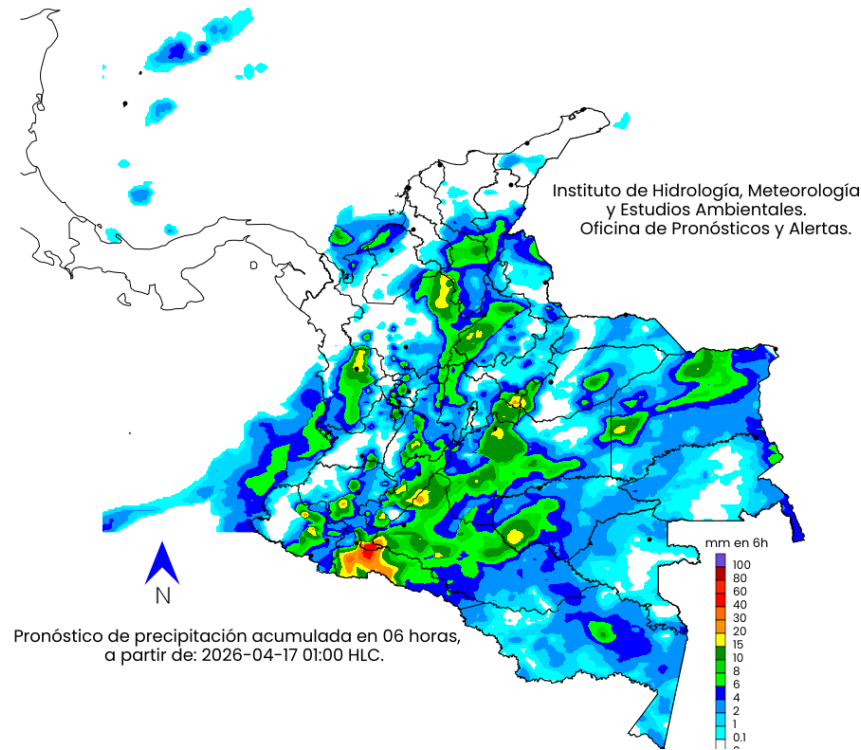 Instituto de Hidrología, Meteorología
y Estudios Ambientales.
Oficina de Pronósticos y Alertas.
N
Pronóstico de precipitación acumulada en 06 horas,
a partir de: 2026-04-17 01:00 HLC.
mm en 6h
100
80
60
40
30
20
15
10
8
6
4
2
1
0.1
0